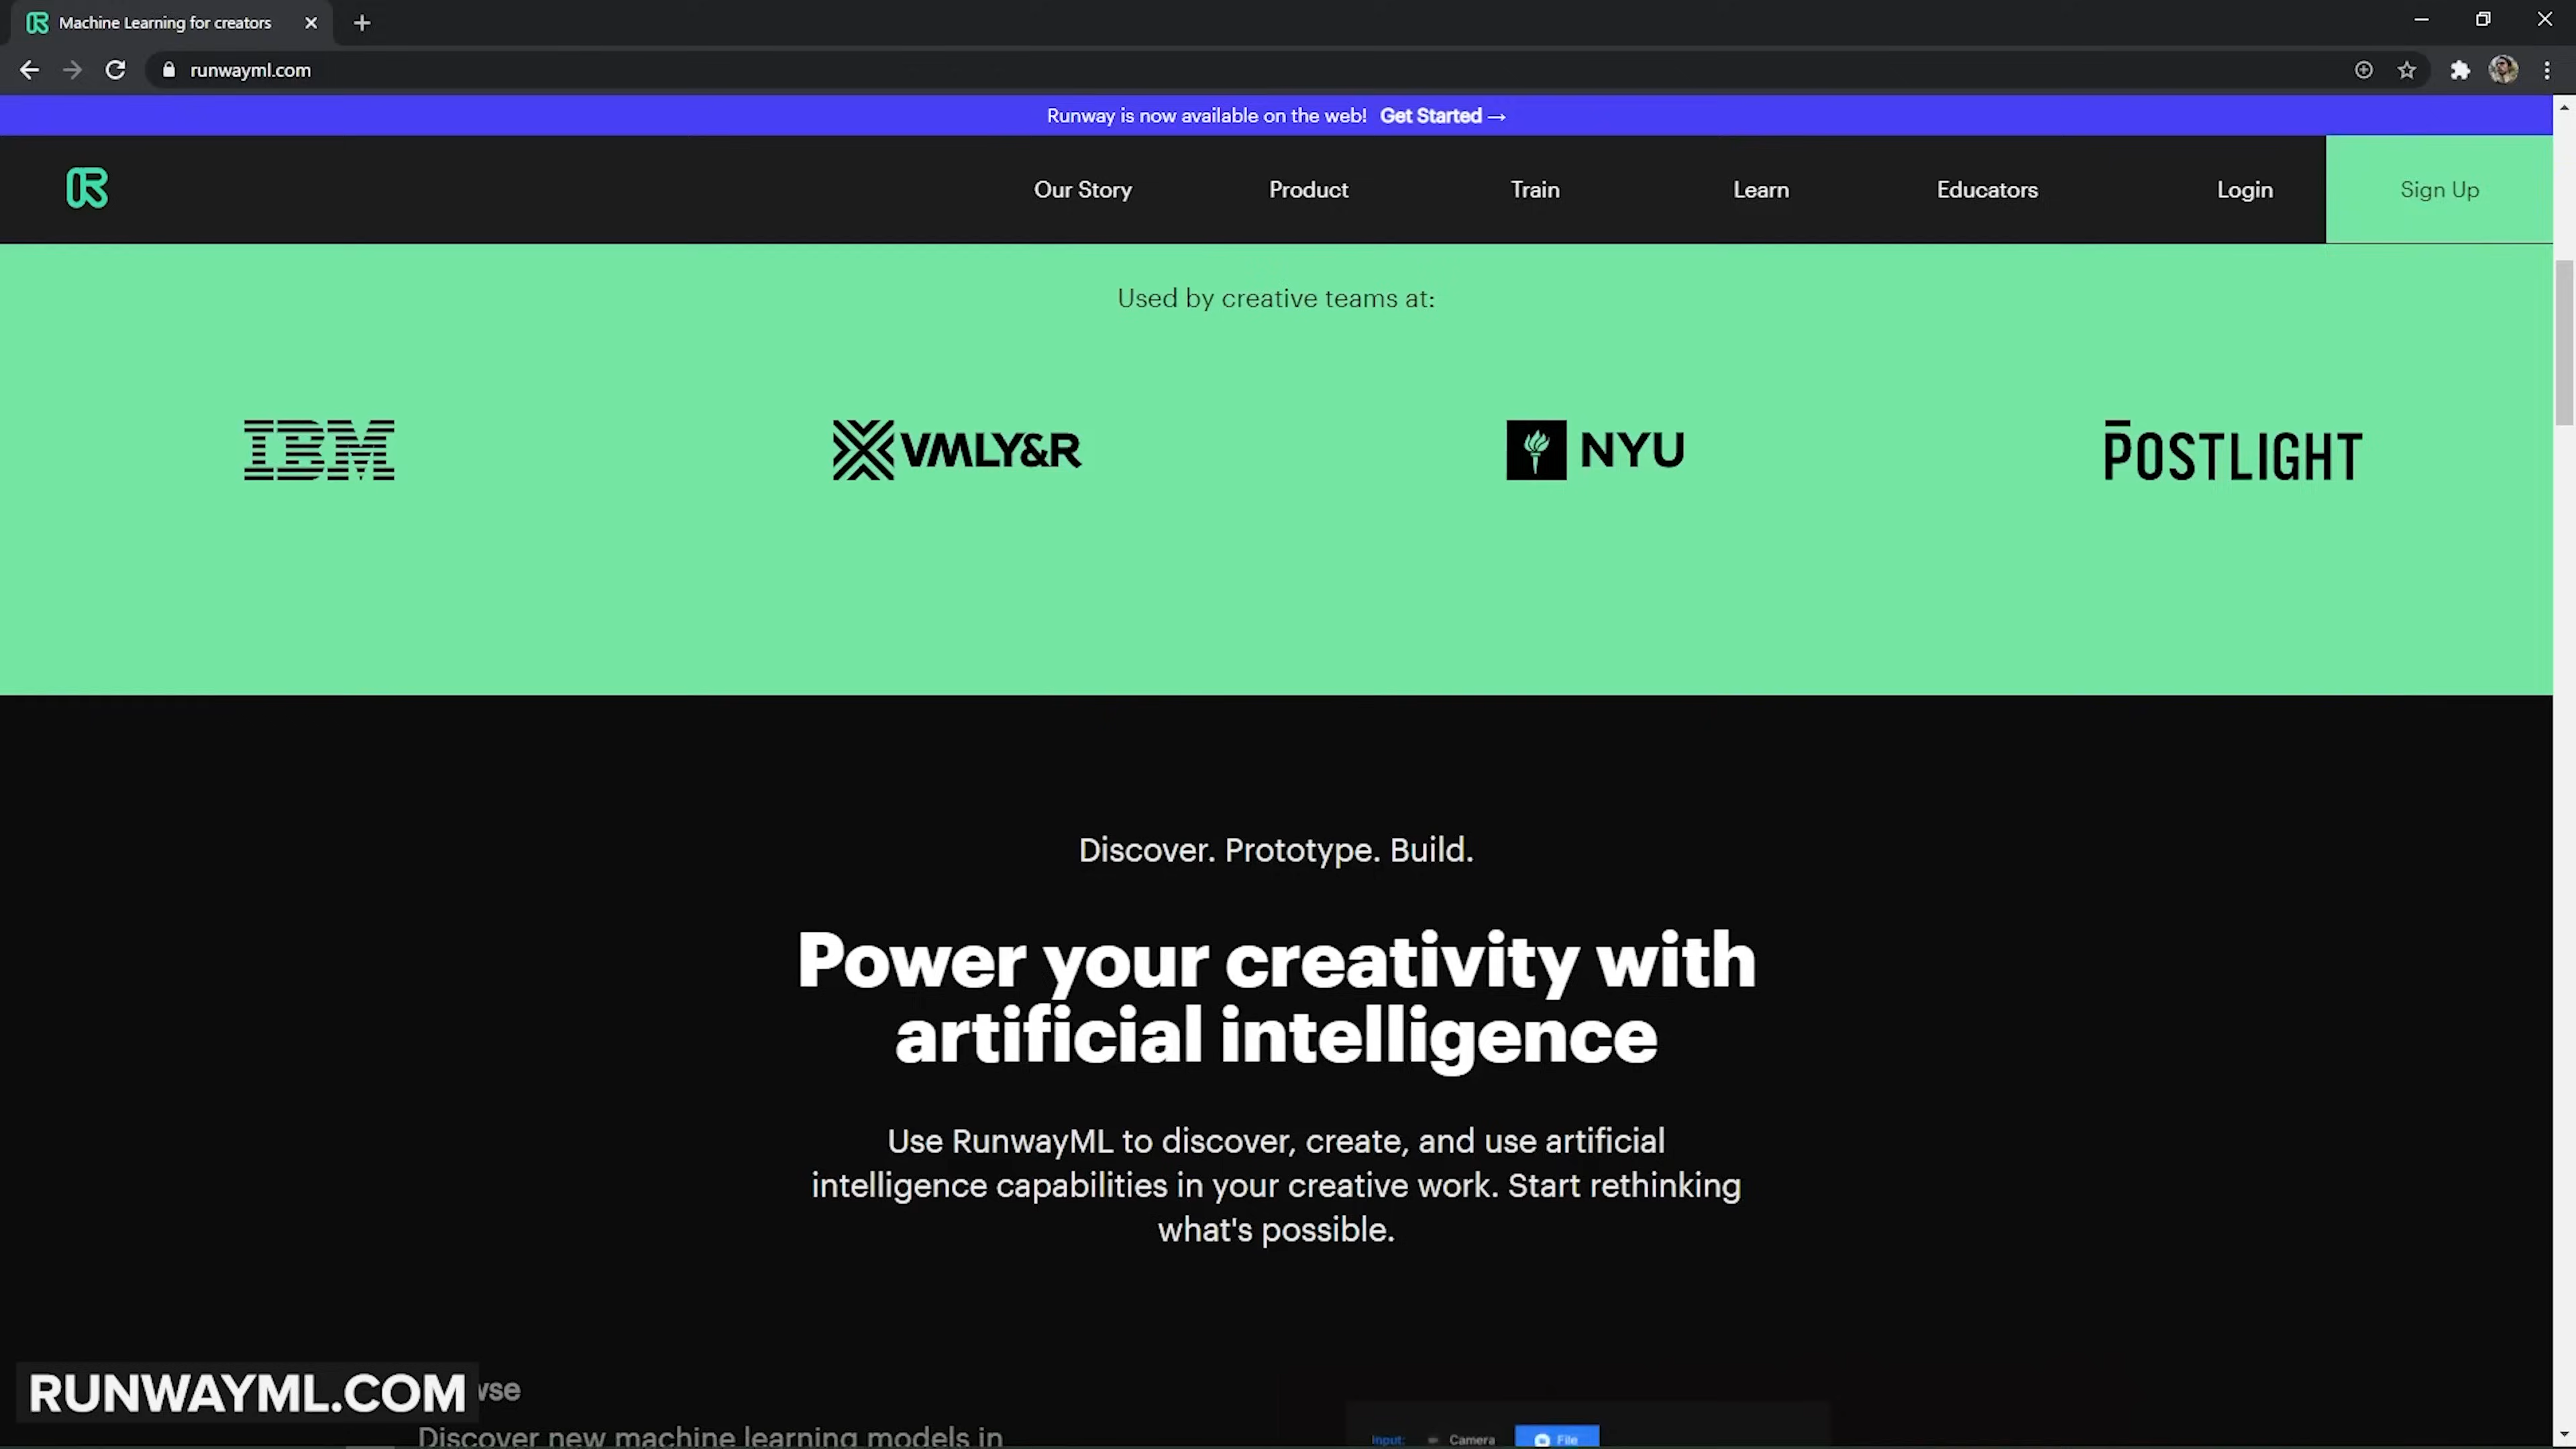 Machine Learning for creators
runwayml.com
Runway is now available on the web! Get Started →
Our Story Product Train Learn Educators Login Sign Up
Used by creative teams at:
IBM VMLY&R NYU POSTLIGHT
Discover. Prototype. Build.
Power your creativity with
artificial intelligence
Use RunwayML to discover, create, and use artificial
intelligence capabilities in your creative work. Start rethinking
what's possible.
RUNWAYML.COM
Discover new machine learning models in
Input: Camera File